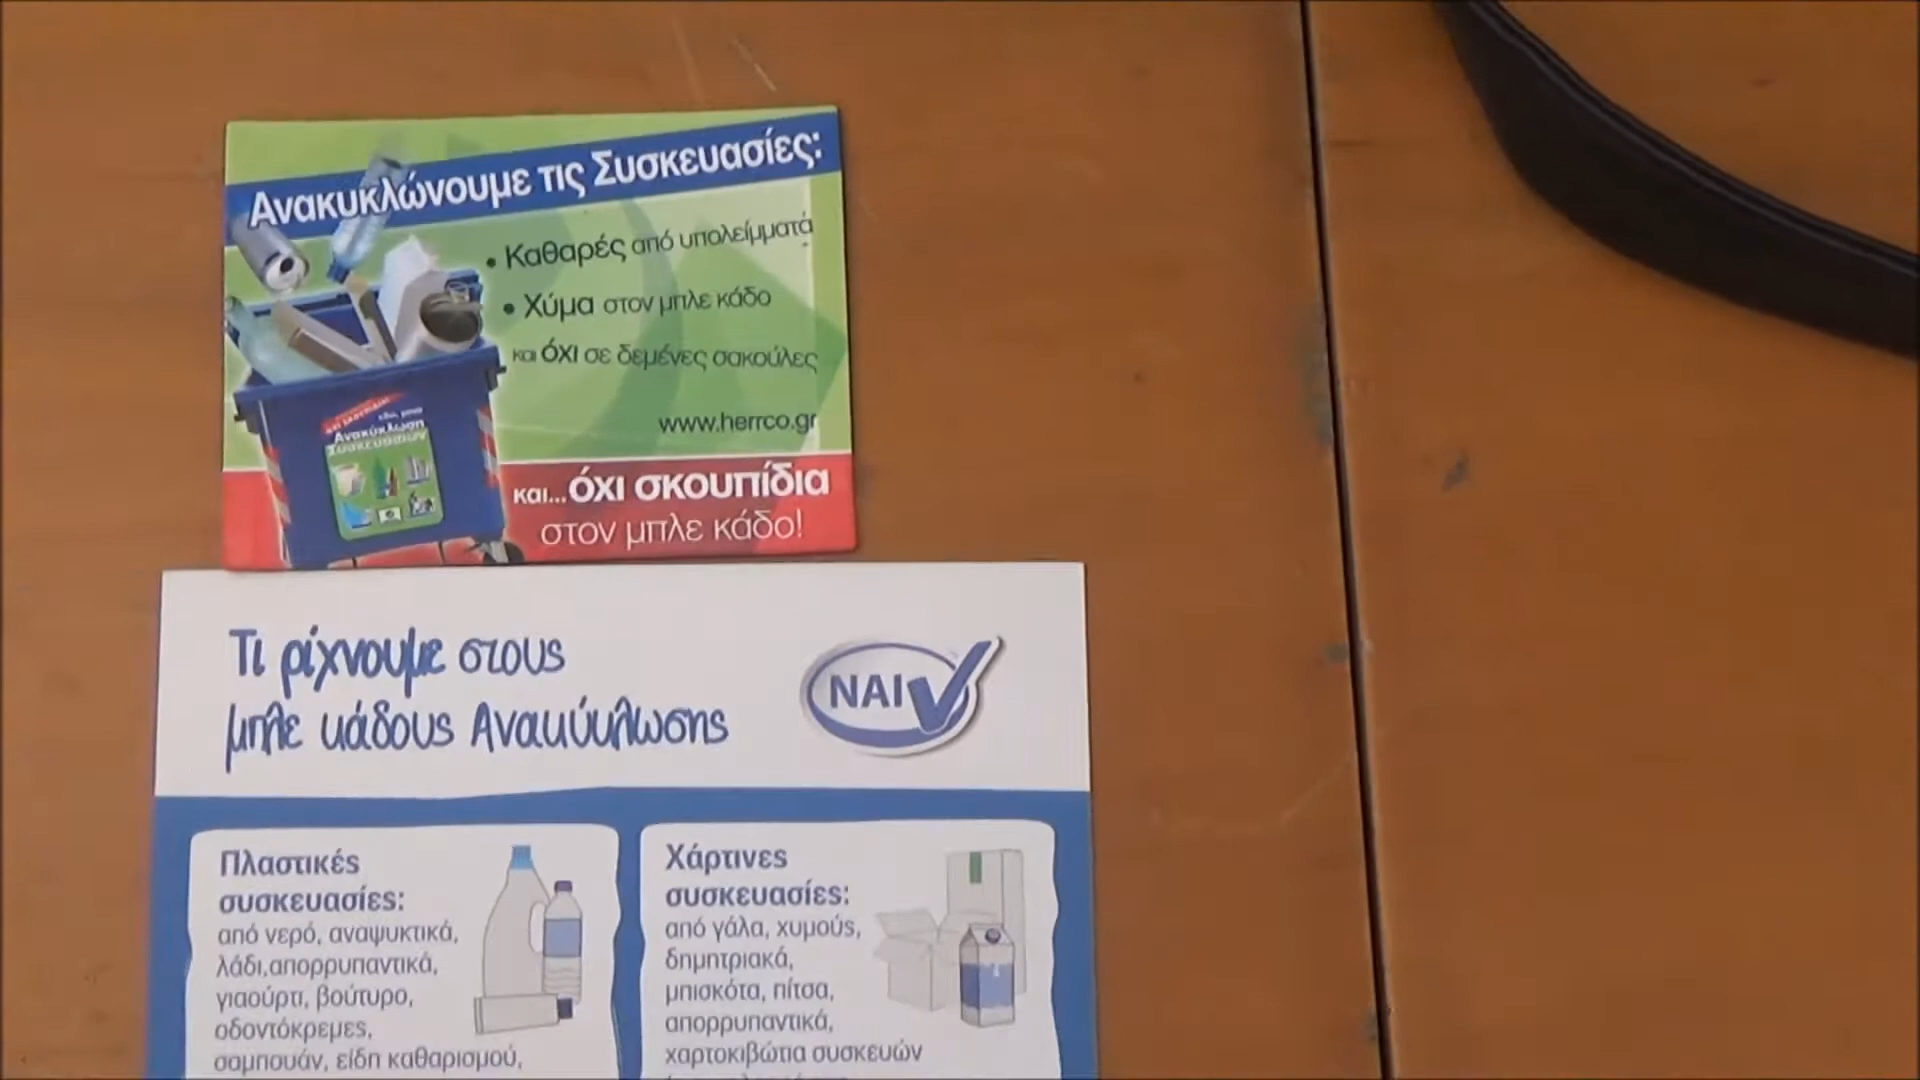 Ανακυκλώνουμε τις Συσκευασίες:
• Καθαρές από υπολείμματα
• Χύμα στον μπλε κάδο
και ΌΧΙ σε δεμένες σακούλες
www.herrco.gr
Ανακύκλωση
Συσκευασιών
και...όχι σκουπίδια
στον μπλε κάδο!
Τι ρίχνουμε στους
μπλε κάδους Ανακύκλωσης
ΝΑΙ
Πλαστικές
συσκευασίες:
από νερό, αναψυκτικά,
λάδι,απορρυπαντικά,
γιαούρτι, βούτυρο,
οδοντόκρεμες,
σαμπουάν, είδη καθαρισμού,
Χάρτινες
συσκευασίες:
από γάλα, χυμούς,
δημητριακά,
μπισκότα, πίτσα,
απορρυπαντικά,
χαρτοκιβώτια συσκευών